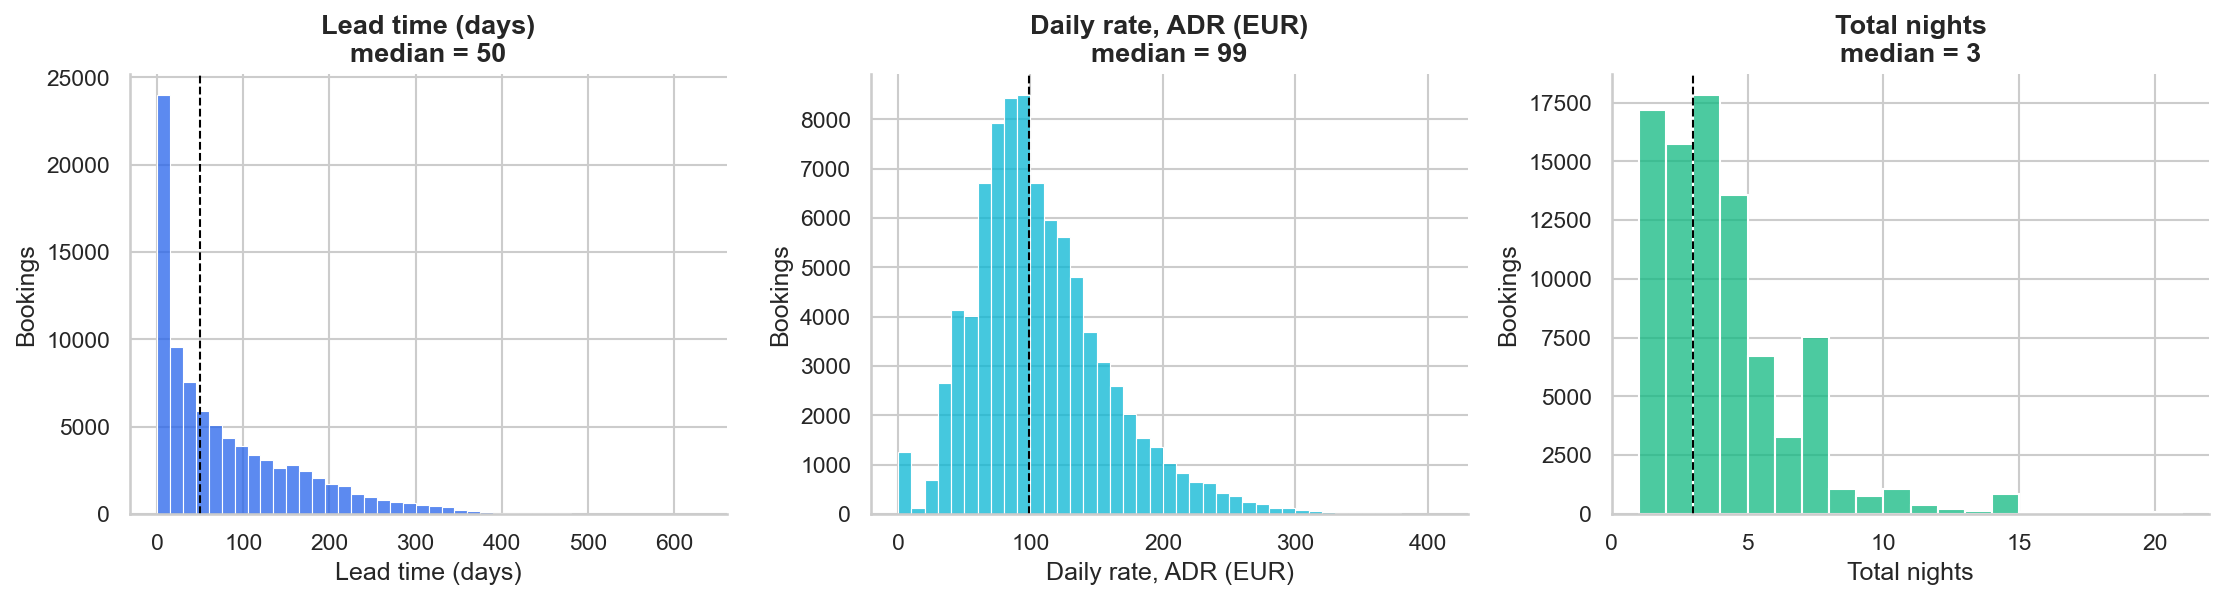 Lead time (days)
median = 50
25000
20000
15000
10000
5000
0
Bookings
0 100 200 300 400 500 600
Lead time (days)
Daily rate, ADR (EUR)
median = 99
8000
7000
6000
5000
4000
3000
2000
1000
0
Bookings
0 100 200 300 400
Daily rate, ADR (EUR)
Total nights
median = 3
17500
15000
12500
10000
7500
5000
2500
0
Bookings
0 5 10 15 20
Total nights